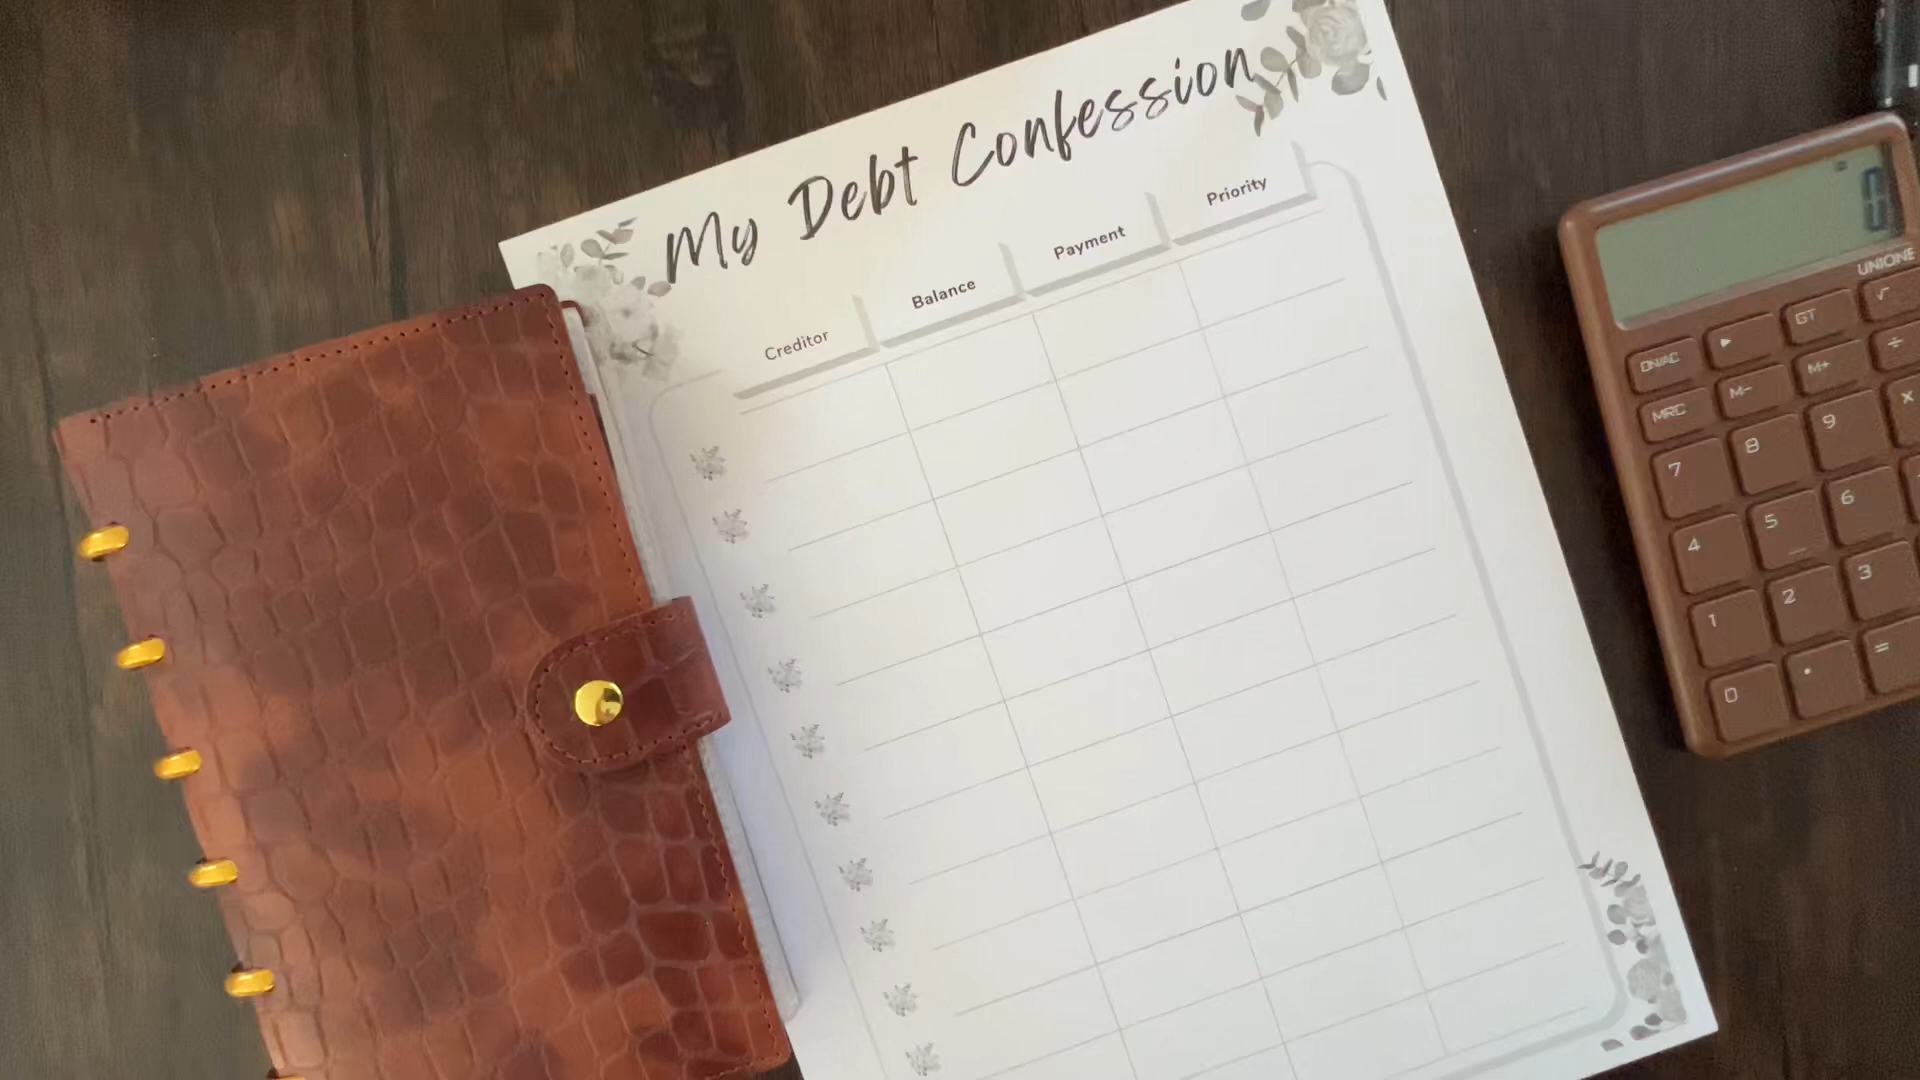 My Debt Confession
Creditor Balance Payment Priority
0
UNIONE
ON/AC ▶ GT √
MRC M- M+ ÷
7 8 9 ×
4 5 6
1 2 3
0 . =